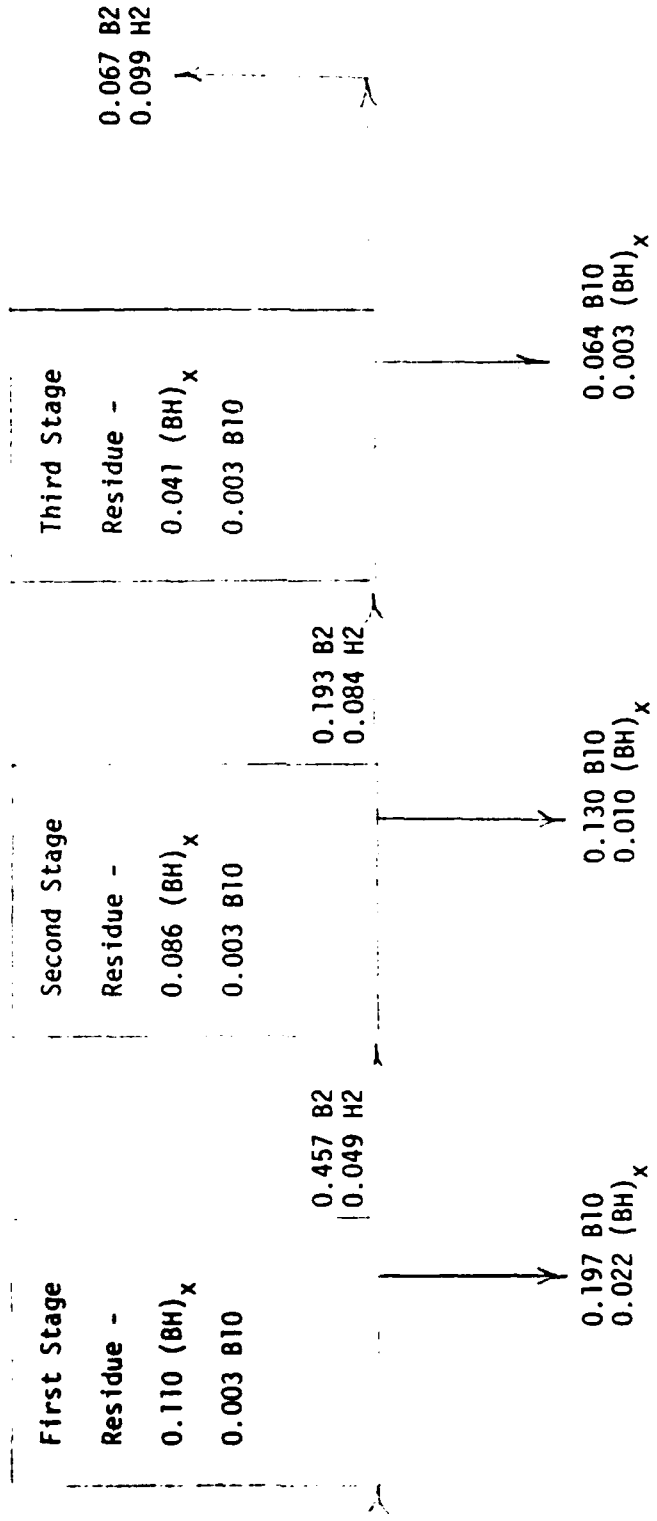 First Stage
Residue -
0.110 (BH)x
0.003 B10
0.457 B2
0.049 H2
0.197 B10
0.022 (BH)x
Second Stage
Residue -
0.086 (BH)x
0.003 B10
0.193 B2
0.084 H2
0.130 B10
0.010 (BH)x
Third Stage
Residue -
0.041 (BH)x
0.003 B10
0.064 B10
0.003 (BH)x
0.067 B2
0.099 H2